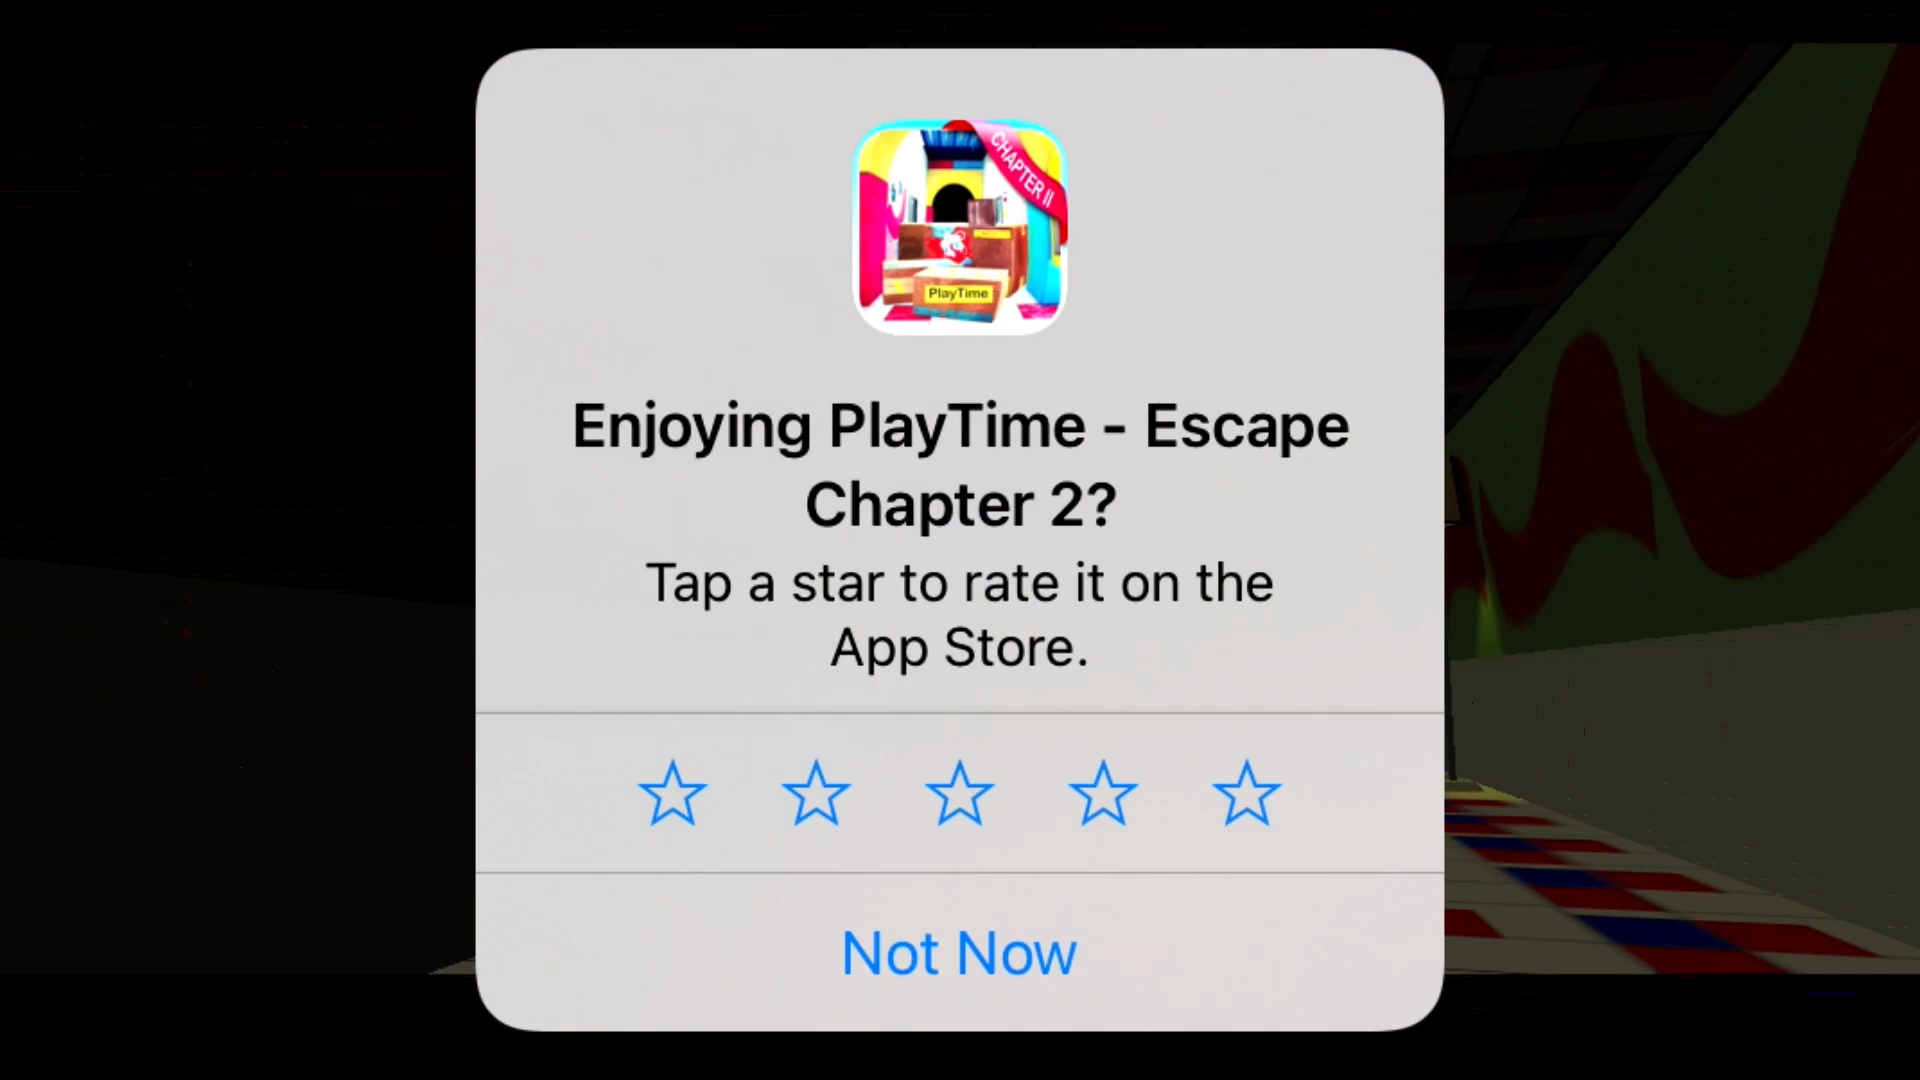 CHAPTER II
PlayTime
Enjoying PlayTime - Escape
Chapter 2?
Tap a star to rate it on the
App Store.
Not Now